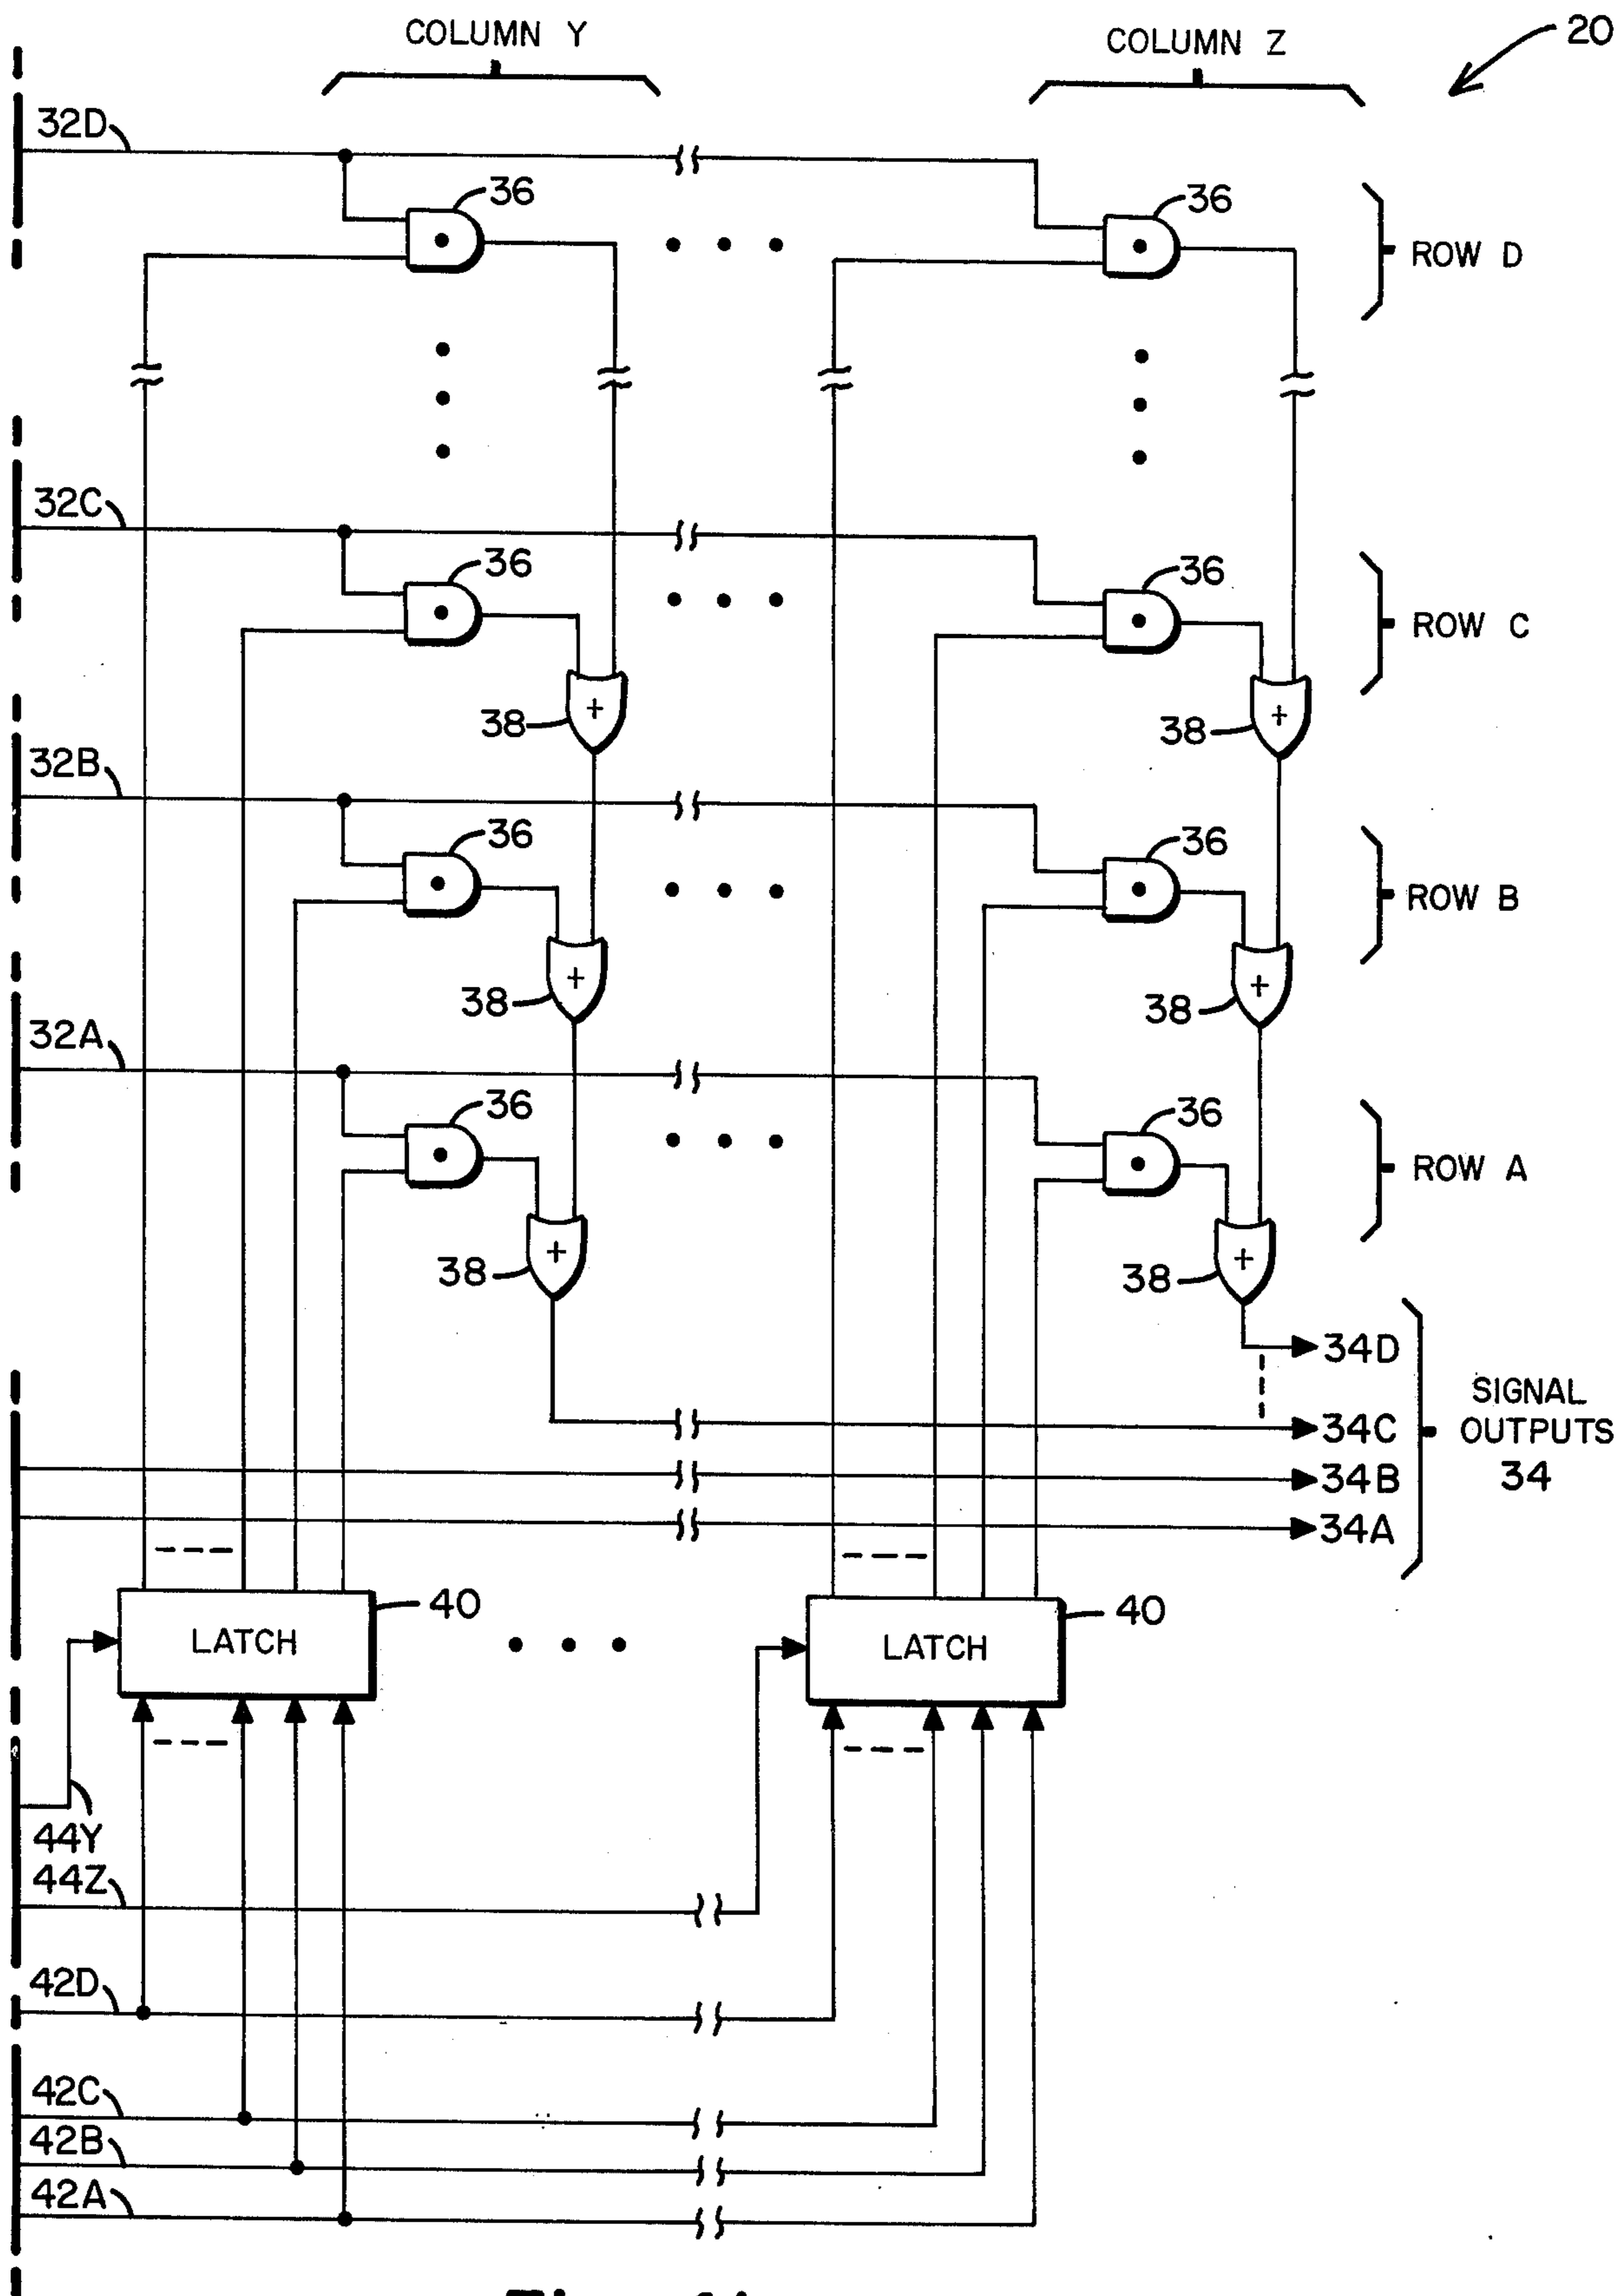 COLUMN Y
COLUMN Z
20
32D
36
36
ROW D
32C
36
36
ROW C
38
38
32B
36
36
ROW B
38
38
32A
36
36
ROW A
38
38
34D
34C
34B
34A
SIGNAL
OUTPUTS
34
LATCH
40
LATCH
40
44Y
44Z
42D
42C
42B
42A